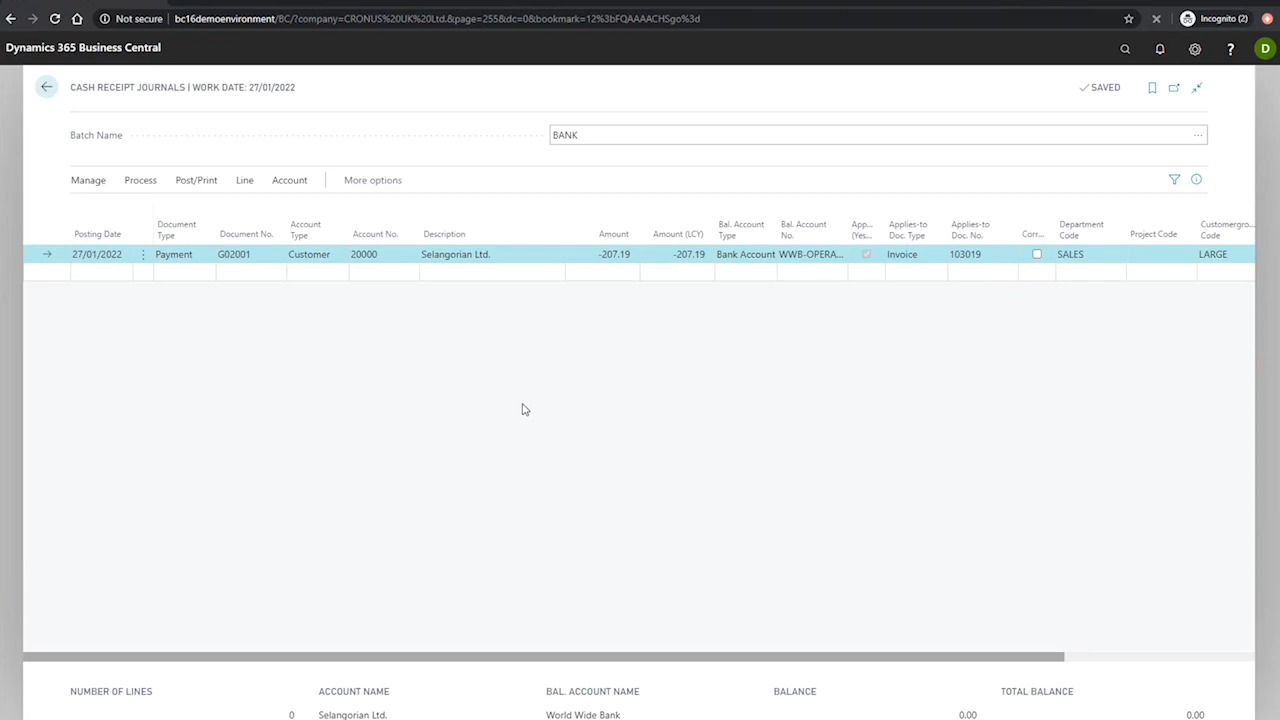 Not secure bc16demoenvironment/BC/?company=CRONUS%20UK%20Ltd.&page=255&dc=0&bookmark=12%3bFQAAAACHSgo%3d Incognito (2)
Dynamics 365 Business Central ? D
CASH RECEIPT JOURNALS | WORK DATE: 27/01/2022 SAVED
Batch Name BANK ...
Manage Process Post/Print Line Account More options
Posting Date Document Type Document No. Account Type Account No. Description Amount Amount (LCY) Bal. Account Type Bal. Account No. App... (Yes... Applies-to Doc. Type Applies-to Doc. No. Corr... Department Code Project Code Customergro... Code
27/01/2022 Payment G02001 Customer 20000 Selangorian Ltd. -207.19 -207.19 Bank Account WWB-OPERA... Invoice 103019 SALES LARGE
NUMBER OF LINES ACCOUNT NAME BAL. ACCOUNT NAME BALANCE TOTAL BALANCE
0 Selangorian Ltd. World Wide Bank 0.00 0.00